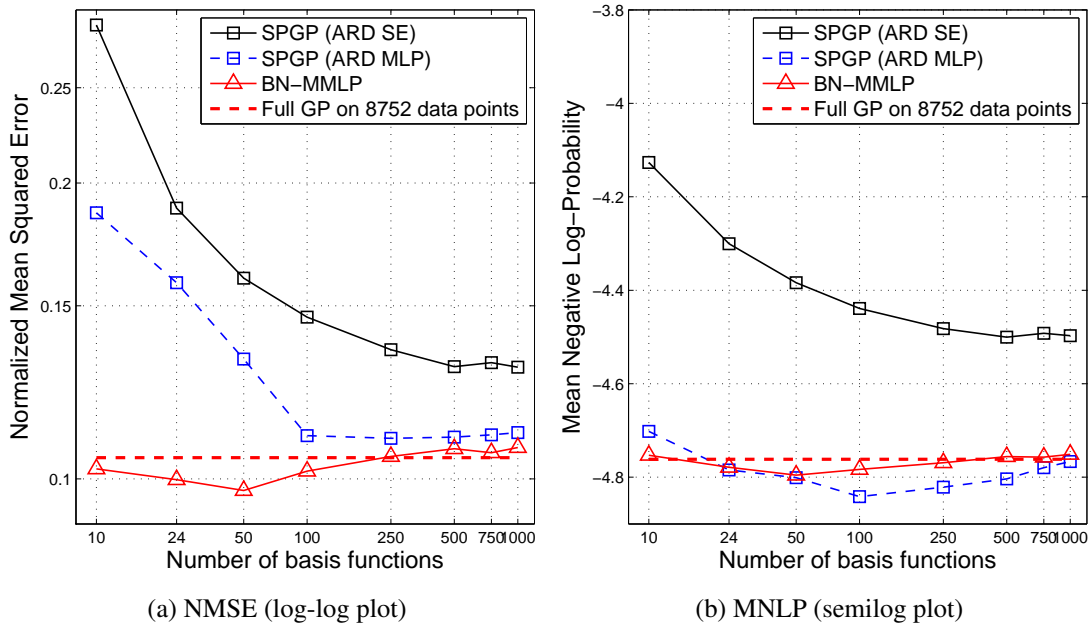 SPGP (ARD SE)
SPGP (ARD MLP)
BN−MMLP
Full GP on 8752 data points
0.25
0.2
0.15
0.1
Normalized Mean Squared Error
10 24 50 100 250 500 750 1000
Number of basis functions
(a) NMSE (log-log plot)
SPGP (ARD SE)
SPGP (ARD MLP)
BN−MMLP
Full GP on 8752 data points
−3.8
−4
−4.2
−4.4
−4.6
−4.8
Mean Negative Log−Probability
10 24 50 100 250 500 750 1000
Number of basis functions
(b) MNLP (semilog plot)